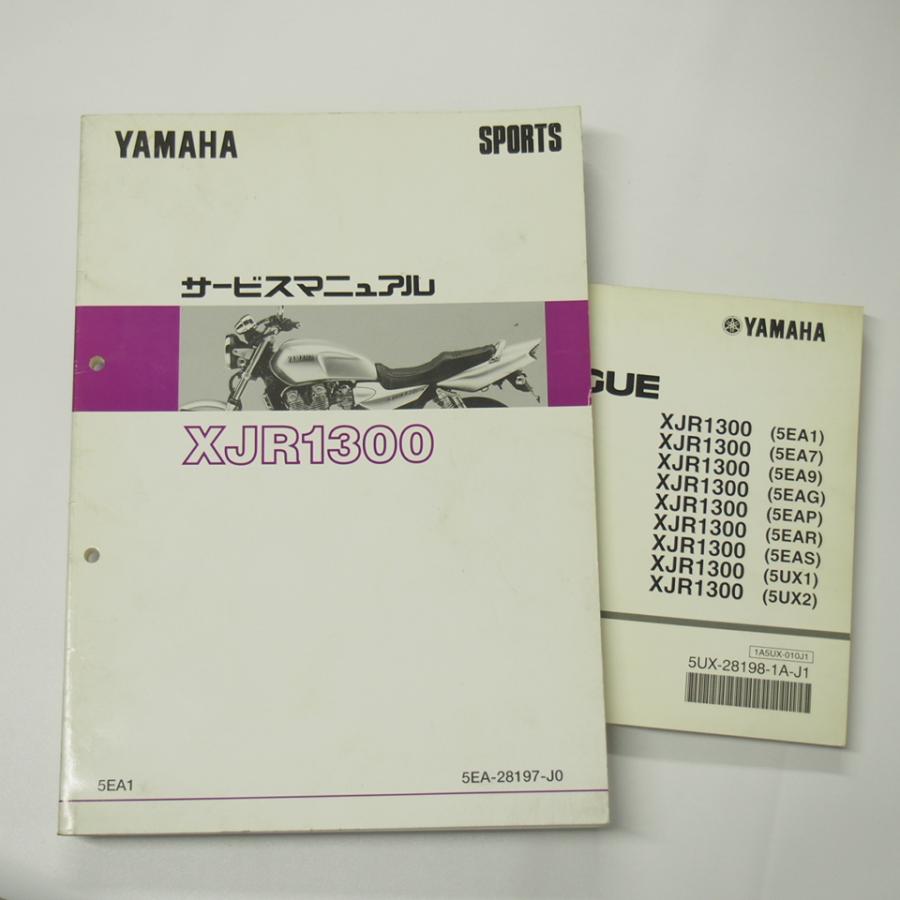 YAMAHA
SPORTS
サービスマニュアル
YAMAHA
XJR1300
5EA1
5EA-28197-J0
YAMAHA
GUE
XJR1300 (5EA1)
XJR1300 (5EA7)
XJR1300 (5EA9)
XJR1300 (5EAG)
XJR1300 (5EAP)
XJR1300 (5EAR)
XJR1300 (5EAS)
XJR1300 (5UX1)
XJR1300 (5UX2)
1A5UX-010J1
5UX-28198-1A-J1